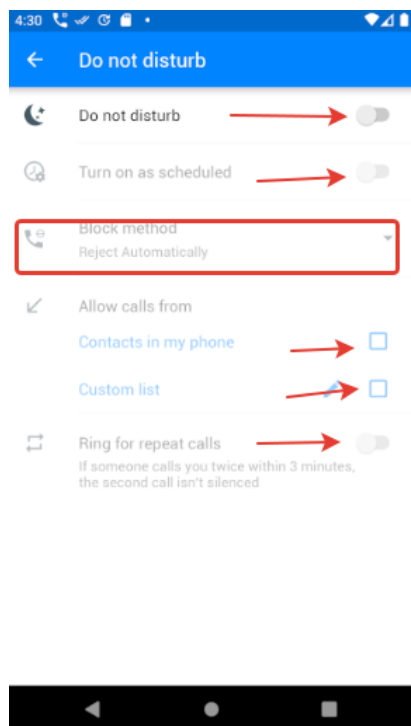 4:30
Do not disturb
Do not disturb
Turn on as scheduled
Block method
Reject Automatically
Allow calls from
Contacts in my phone
Custom list
Ring for repeat calls
If someone calls you twice within 3 minutes,
the second call isn't silenced